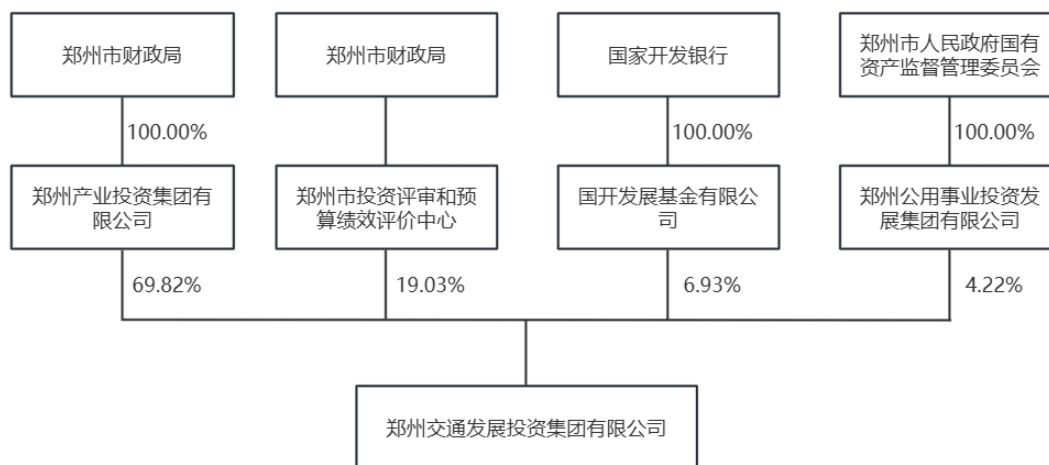 郑州市财政局
郑州市财政局
国家开发银行
郑州市人民政府国有
资产监督管理委员会
100.00%
100.00%
100.00%
郑州产业投资集团有
限公司
郑州市投资评审和预
算绩效评价中心
国开发展基金有限公
司
郑州公用事业投资发
展集团有限公司
69.82%
19.03%
6.93%
4.22%
郑州交通发展投资集团有限公司